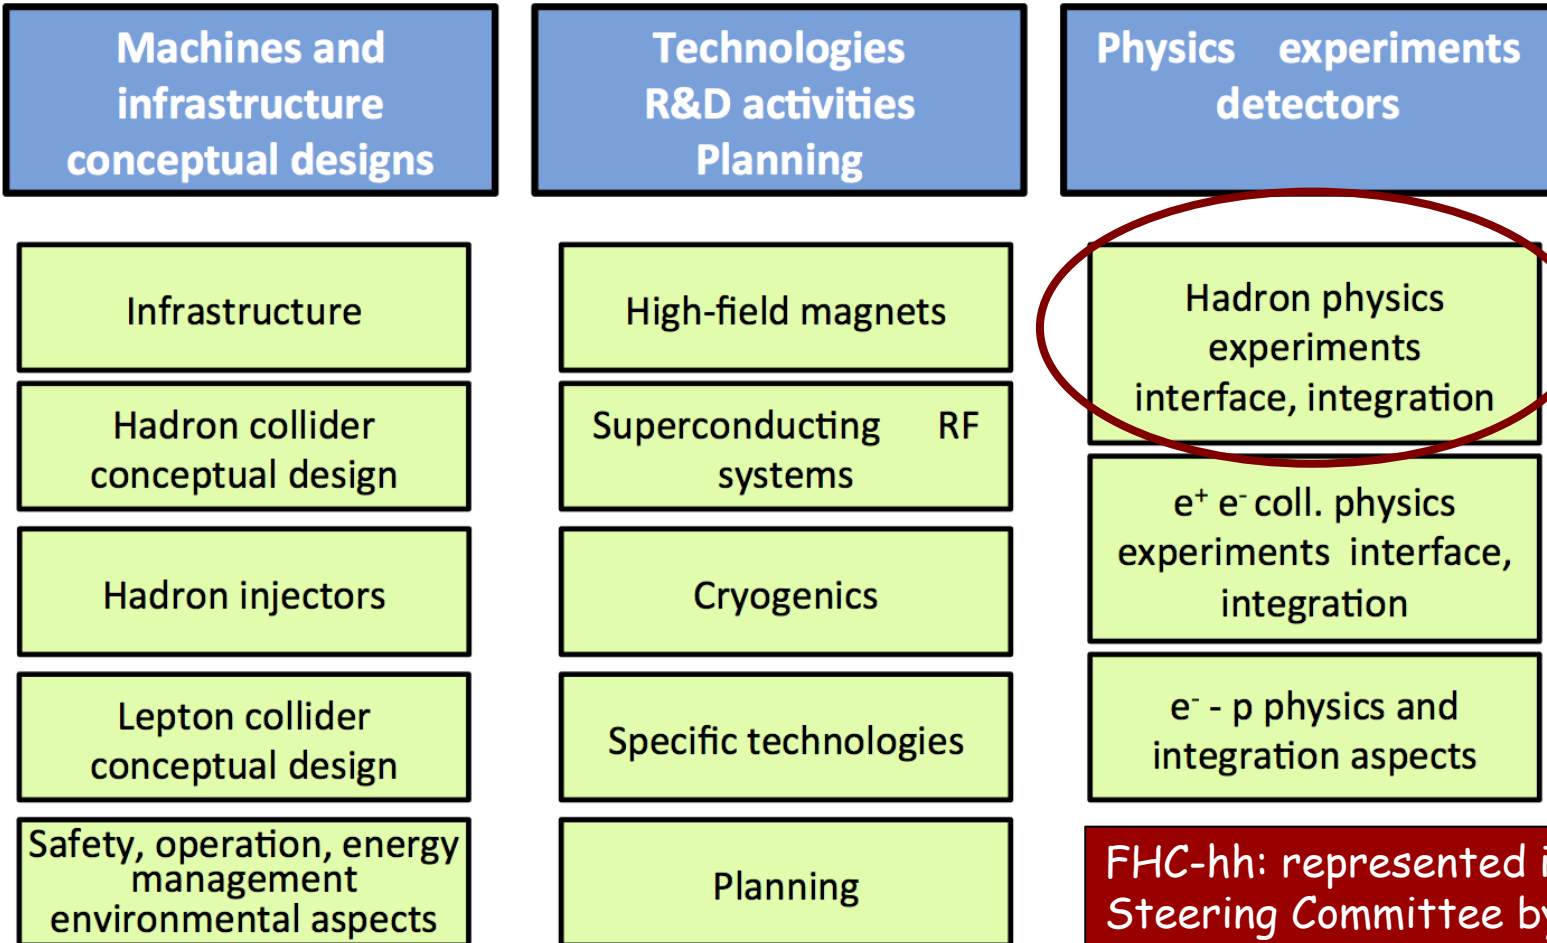 Machines and
infrastructure
conceptual designs
Infrastructure
Hadron collider
conceptual design
Hadron injectors
Lepton collider
conceptual design
Safety, operation, energy
management
environmental aspects
Technologies
R&D activities
Planning
High-field magnets
Superconducting RF
systems
Cryogenics
Specific technologies
Planning
Physics experiments
detectors
Hadron physics
experiments
interface, integration
e⁺ e⁻ coll. physics
experiments interface,
integration
e⁻ - p physics and
integration aspects
FHC-hh: represented
Steering Committee by